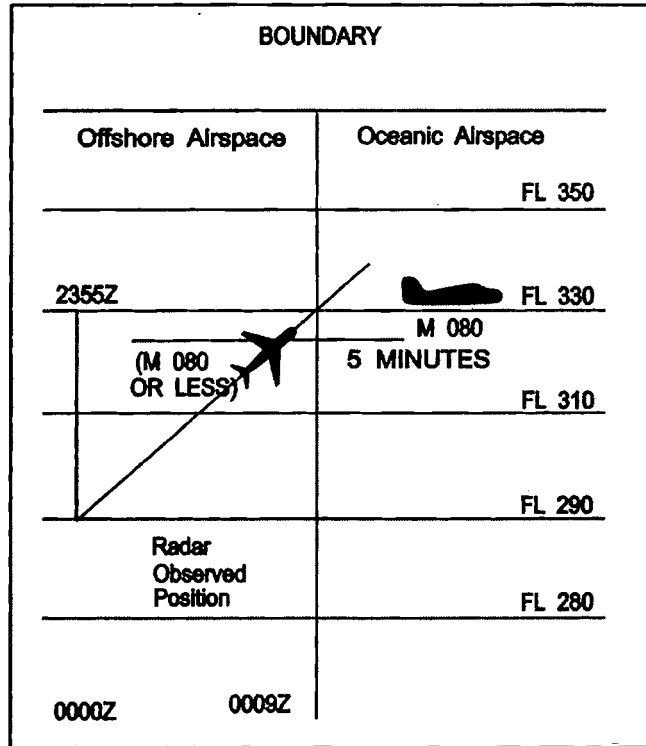 BOUNDARY
Offshore Airspace
Oceanic Airspace
FL 350
2355Z
FL 330
M 080
(M 080
OR LESS)
5 MINUTES
FL 310
FL 290
Radar
Observed
Position
FL 280
0000Z
0009Z